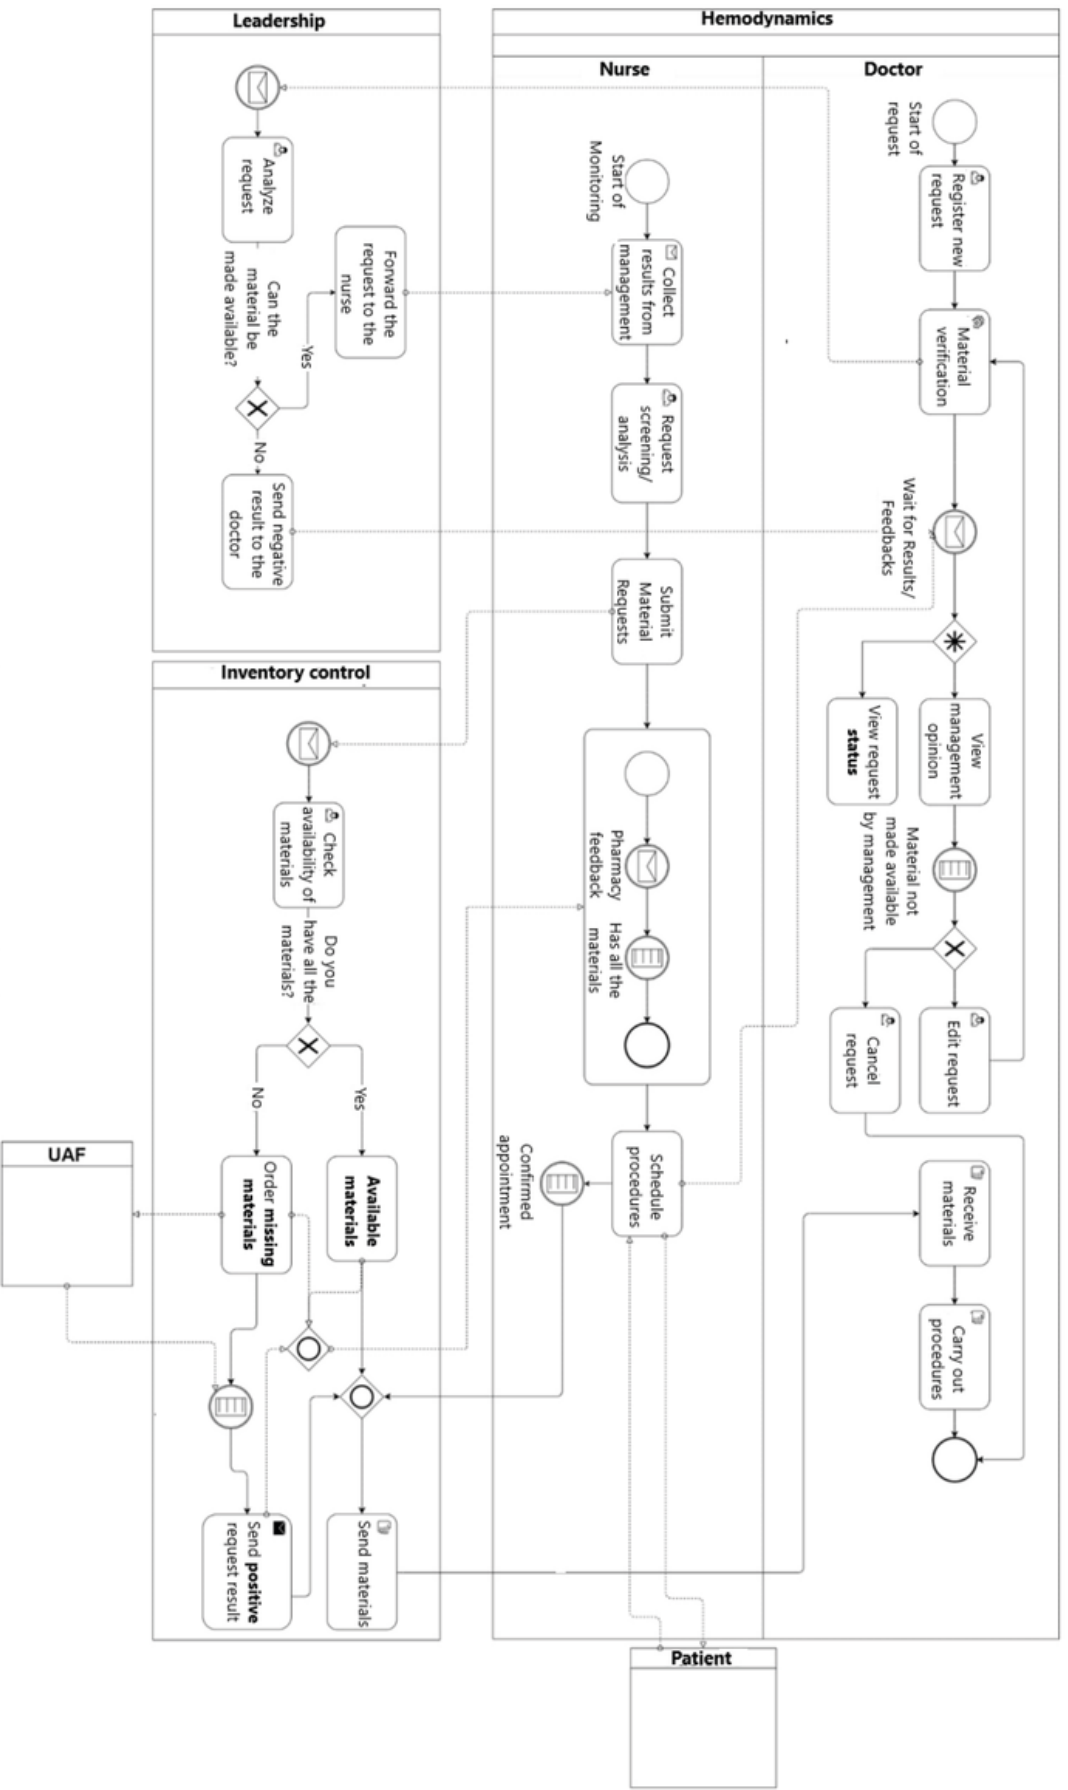 Leadership
Hemodynamics
Nurse
Doctor
Start of
request
Register new
request
Material
verification
Wait for Results/
Feedbacks
View
management
opinion
View request
status
Material not
made available
by management
Edit request
Cancel
request
Receive
materials
Carry out
procedures
Start of
Monitoring
Collect
results from
management
Request
screening/
analysis
Submit
Material
Requests
Pharmacy
feedback
Has all the
materials
Schedule
procedures
Confirmed
appointment
Analyze
request
Can the
material be
made available?
Yes
Forward the
request to the
nurse
No
Send negative
result to the
doctor
Inventory control
Check
availability of
materials
Do you
have all the
materials?
Yes
No
Available
materials
Order missing
materials
Send materials
Send positive
request result
UAF
Patient